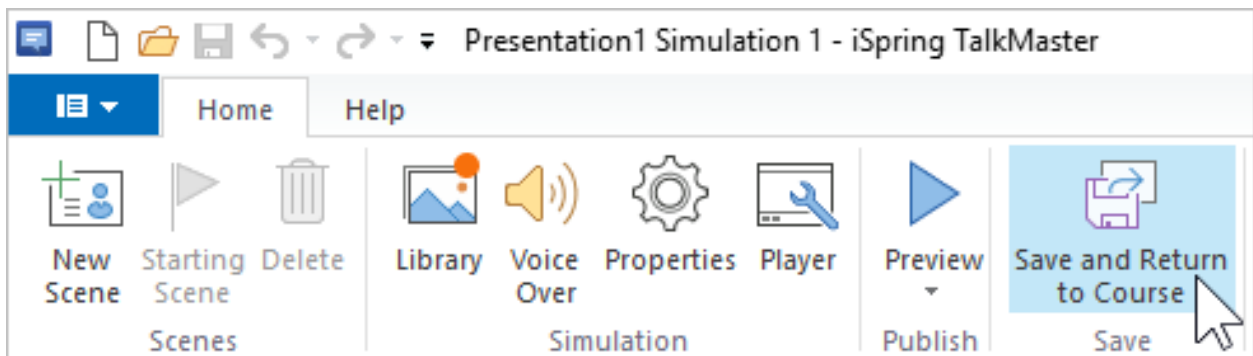 Presentation1 Simulation 1 - iSpring TalkMaster
Home Help
New Starting Delete Library Voice Properties Player Preview Save and Return
Scene Scene Over to Course
Scenes Simulation Publish Save